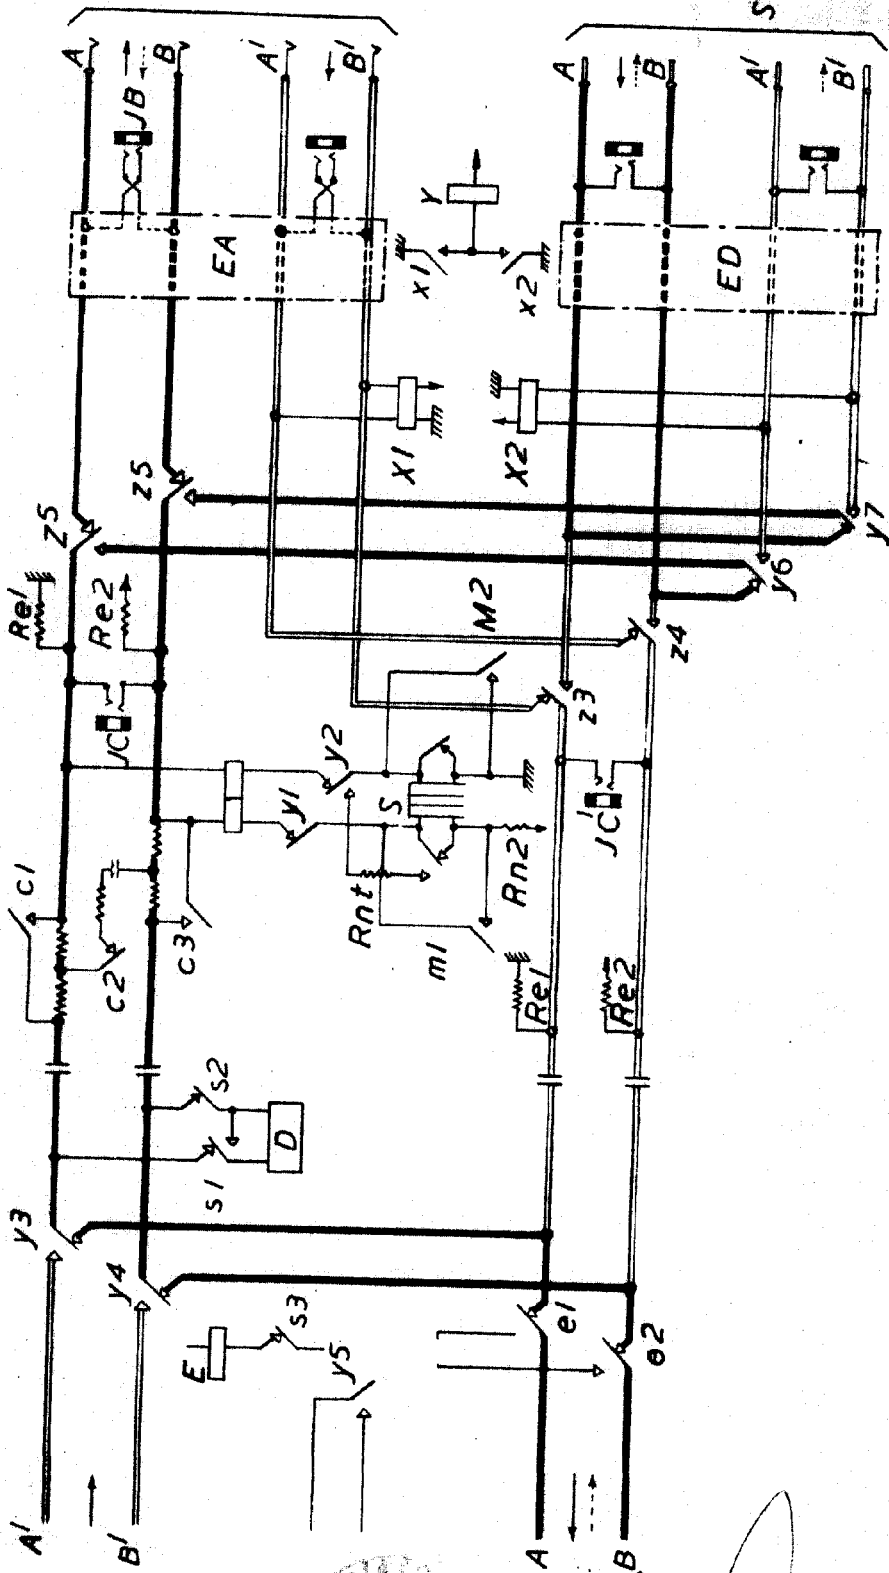 A
B
JB
A'
B'
EA
S
A
B
A'
B'
ED
x1
Y
x2
X1
X2
Z5
z5
Re1
Re2
JC
M2
z4
z3
y6
y7
c1
c2
c3
y2
y1
S
Rnt
Rn2
m1
JC'
Re1
Re2
s2
s1
D
y3
y4
E
s3
y5
e1
e2
A'
B'
A
B